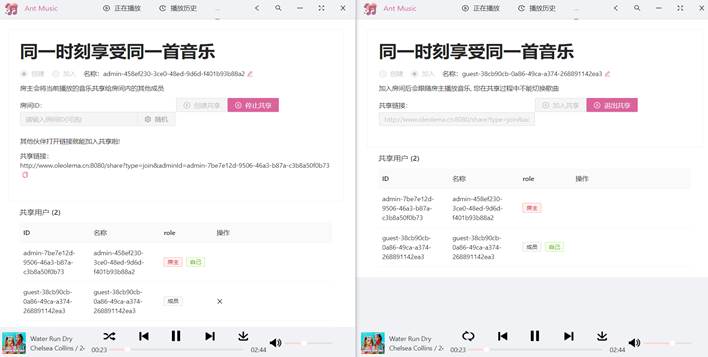 Ant Music
正在播放
播放历史
...
同一时刻享受同一首音乐
创建
加入
名称: admin-458ef230-3ce0-48ed-9d6d-f401b93b88a2
房主会将当前播放的音乐共享给房间内的其他成员
房间ID:
创建共享
停止共享
随机
其他伙伴打开链接就能加入共享啦!
共享链接:
http://www.oleolema.cn:8080/share?type=join&adminId=admin-7be7e12d-9506-46a3-b87a-c3b8a50f0b73
共享用户 (2)
ID
名称
role
操作
admin-7be7e12d-
9506-46a3-b87a-
c3b8a50f0b73
admin-458ef230-
3ce0-48ed-9d6d-
f401b93b88a2
房主
自己
guest-38cb90cb-
0a86-49ca-a374-
268891142ea3
guest-38cb90cb-
0a86-49ca-a374-
268891142ea3
成员
Water Run Dry
Chelsea Collins / 2
00:23
02:44
Ant Music
正在播放
播放历史
...
同一时刻享受同一首音乐
创建
加入
名称: guest-38cb90cb-0a86-49ca-a374-268891142ea3
加入房间后会跟随房主播放音乐, 您在共享过程中不能切换歌曲
共享链接:
加入共享
退出共享
http://www.oleolema.cn:8080/share?type=join&ac
共享用户 (2)
ID
名称
role
操作
admin-7be7e12d-
9506-46a3-b87a-
c3b8a50f0b73
admin-458ef230-
3ce0-48ed-9d6d-
f401b93b88a2
房主
guest-38cb90cb-
0a86-49ca-a374-
268891142ea3
guest-38cb90cb-
0a86-49ca-a374-
268891142ea3
成员
自己
Water Run Dry
Chelsea Collins / 2
00:23
02:44